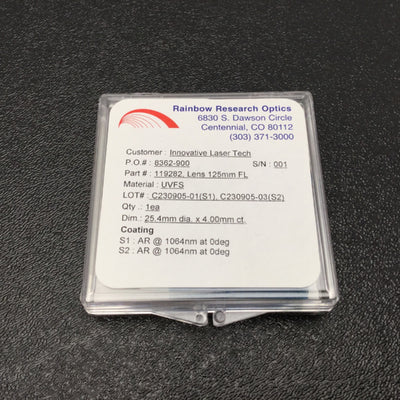 Rainbow Research Optics
6830 S. Dawson Circle
Centennial, CO 80112
(303) 371-3000
Customer : Innovative Laser Tech
P.O.# : 8362-900 S/N : 001
Part # : 119282, Lens 125mm FL
Material : UVFS
LOT# : C230905-01(S1), C230905-03(S2)
Qty .: 1ea
Dim.: 25.4mm dia. x 4.00mm ct.
Coating
S1 : AR @ 1064nm at 0deg
S2 : AR @ 1064nm at 0deg